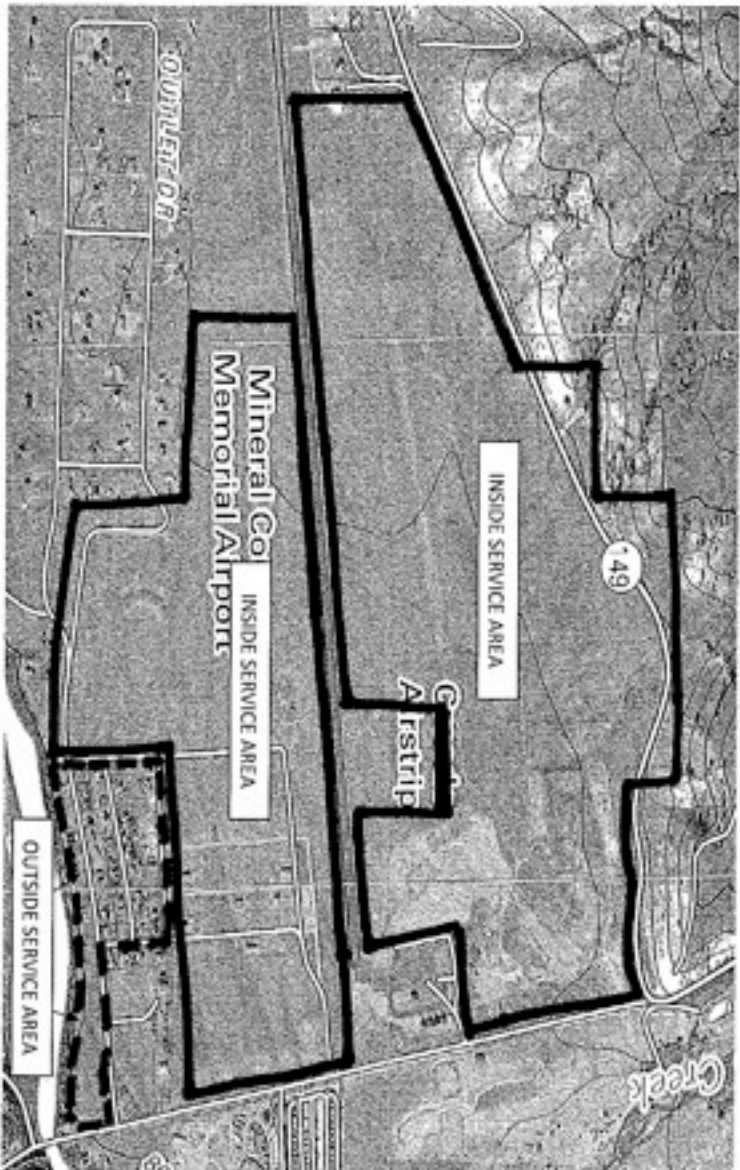 Creek
149
INSIDE SERVICE AREA
Airstrip
Mineral Co
Memorial Airport
INSIDE SERVICE AREA
OUTLET DR
OUTSIDE SERVICE AREA